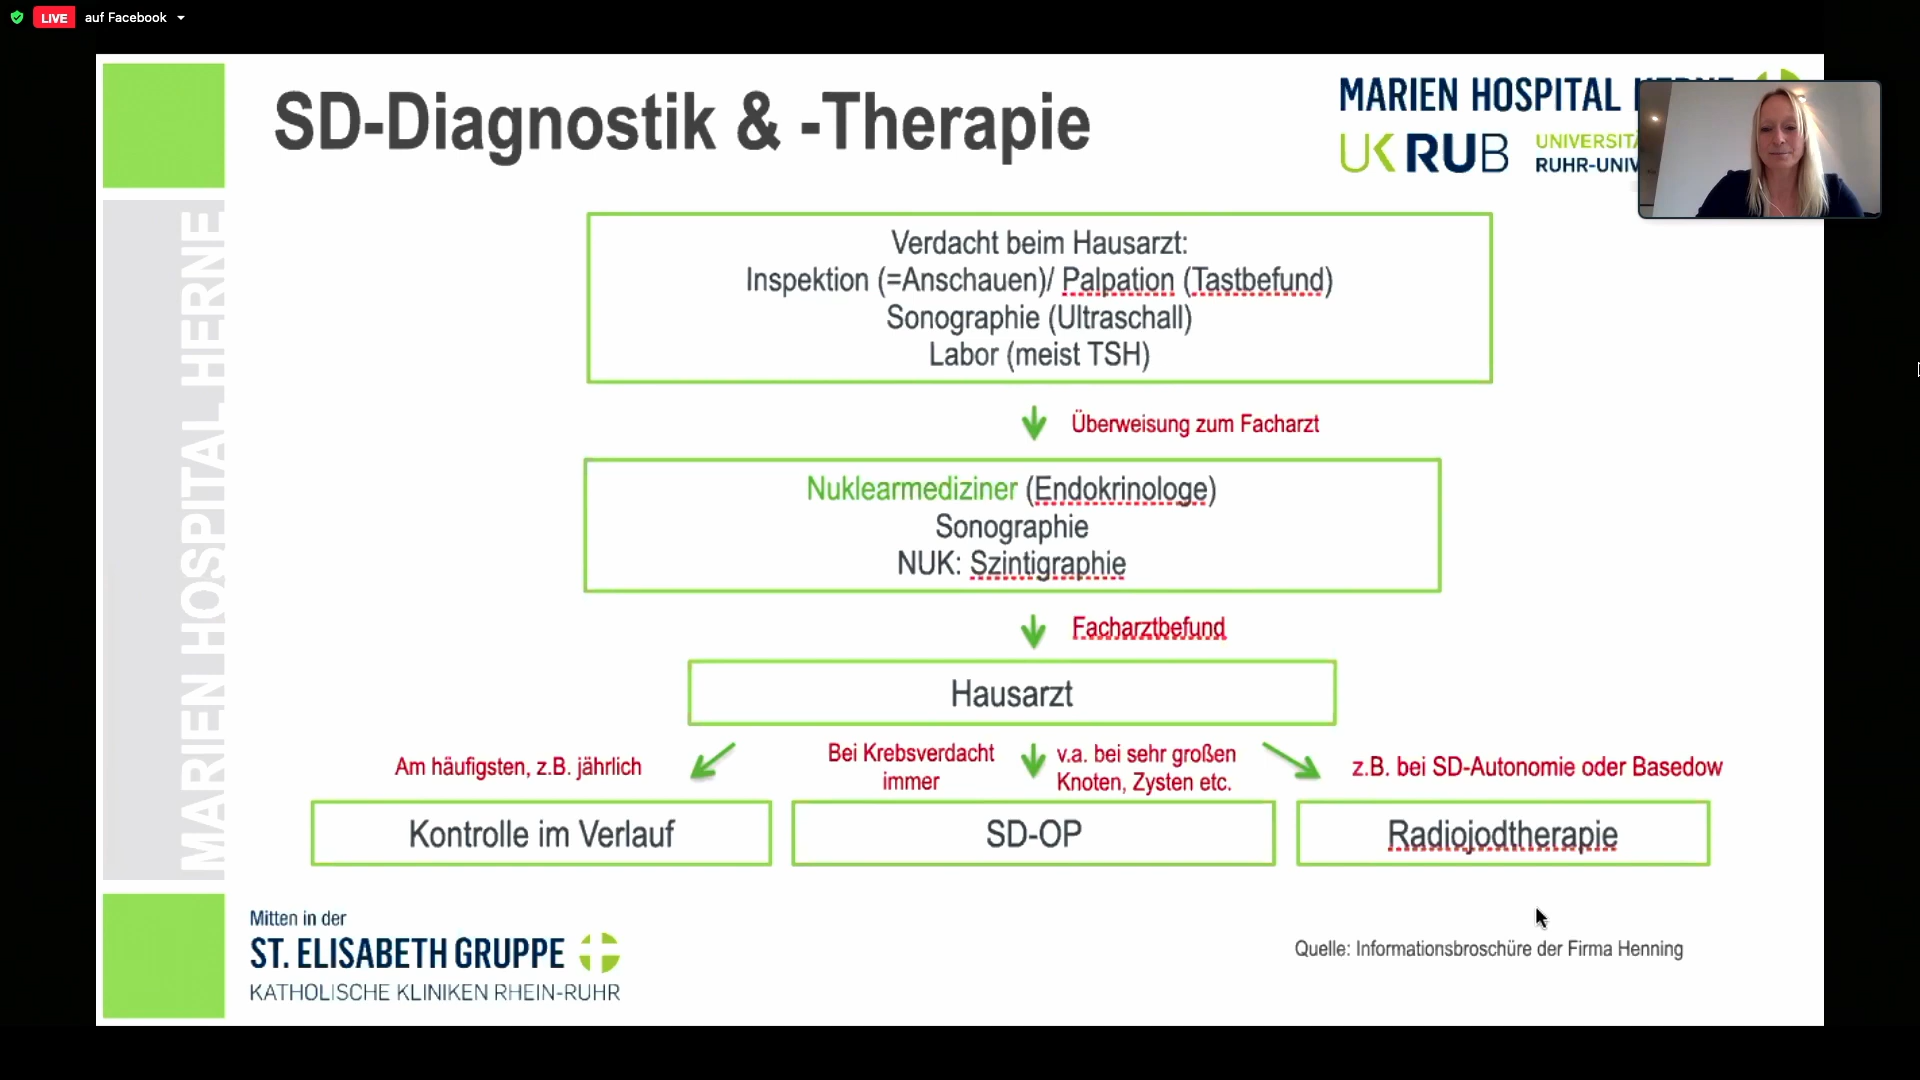 LIVE auf Facebook
SD-Diagnostik & -Therapie
MARIEN HOSPITAL
UK RUB
RUHR-UNIV
MARIEN HOSPITAL HERNE
Verdacht beim Hausarzt:
Inspektion (=Anschauen)/ Palpation (Tastbefund)
Sonographie (Ultraschall)
Labor (meist TSH)
Überweisung zum Facharzt
Nuklearmediziner (Endokrinologe)
Sonographie
NUK: Szintigraphie
Facharztbefund
Hausarzt
Am häufigsten, z.B. jährlich
Bei Krebsverdacht
immer
v.a. bei sehr großen
Knoten, Zysten etc.
z.B. bei SD-Autonomie oder Basedow
Kontrolle im Verlauf
SD-OP
Radiojodtherapie
Mitten in der
ST. ELISABETH GRUPPE
KATHOLISCHE KLINIKEN RHEIN-RUHR
Quelle: Informationsbroschüre der Firma Henning